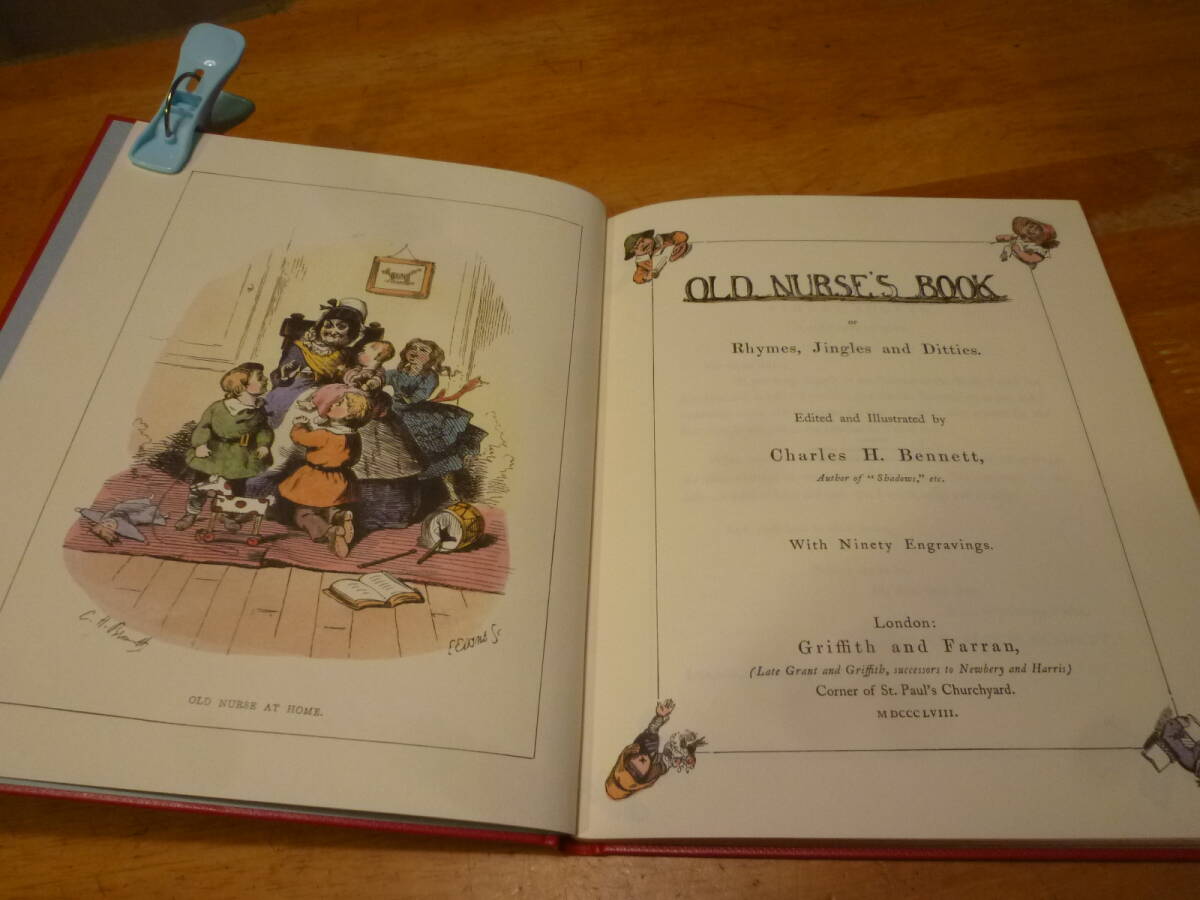 C. H. Bennett
E EVANS Sc
OLD NURSE AT HOME.
OLD NURSE'S BOOK
OF
Rhymes, Jingles and Ditties.
Edited and Illustrated by
Charles H. Bennett,
Author of "Shadows," etc.
With Ninety Engravings.
London:
Griffith and Farran,
(Late Grant and Griffith, successors to Newbery and Harris)
Corner of St. Paul's Churchyard.
MDCCCLVIII.